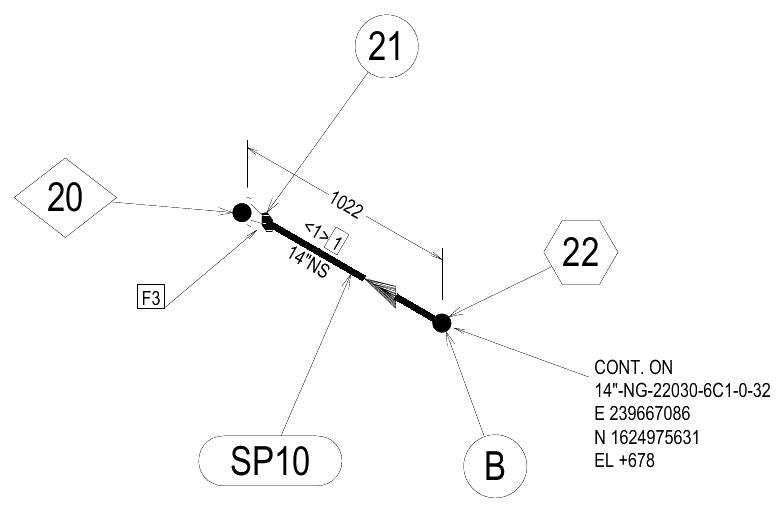 21
20
1022
<1> 1
14"NS
22
F3
CONT. ON
14"-NG-22030-6C1-0-32
E 239667086
N 1624975631
EL +678
SP10
B